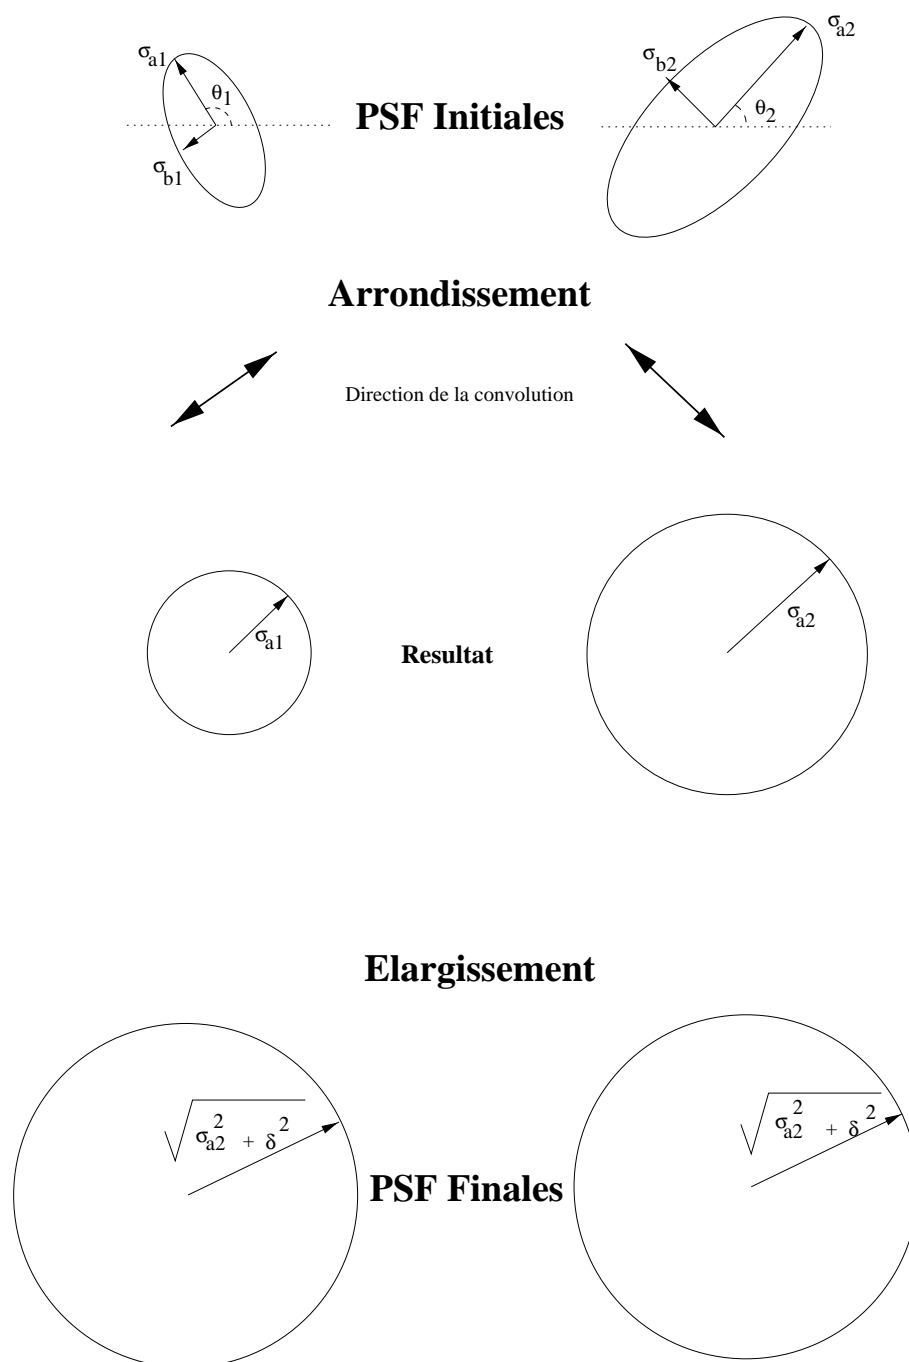 σa1
θ1
σb1
PSF Initiales
σa2
σb2
θ2
Arrondissement
Direction de la convolution
σa1
Resultat
σa2
Elargissement
√σa2² + δ²
√σa2² + δ²
PSF Finales